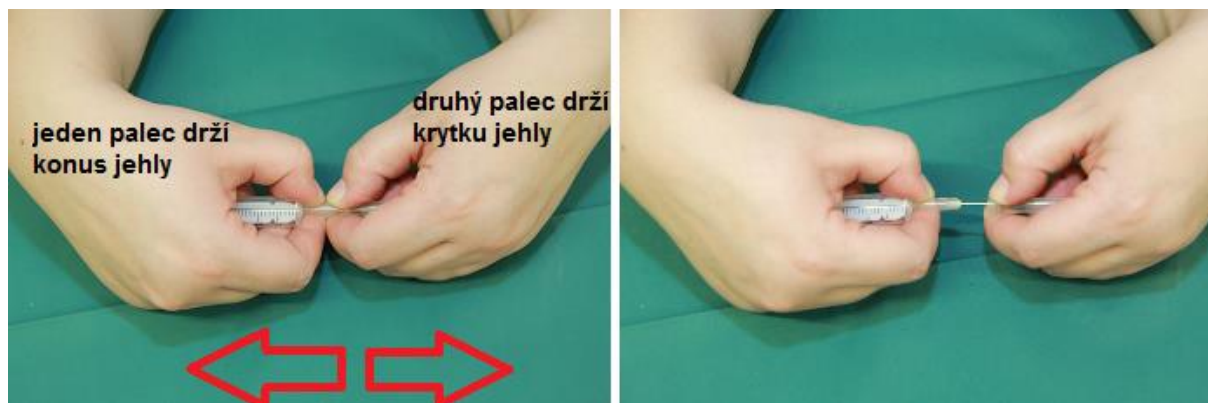 jeden palec drží
konus jehly
druhý palec drží
krytku jehly